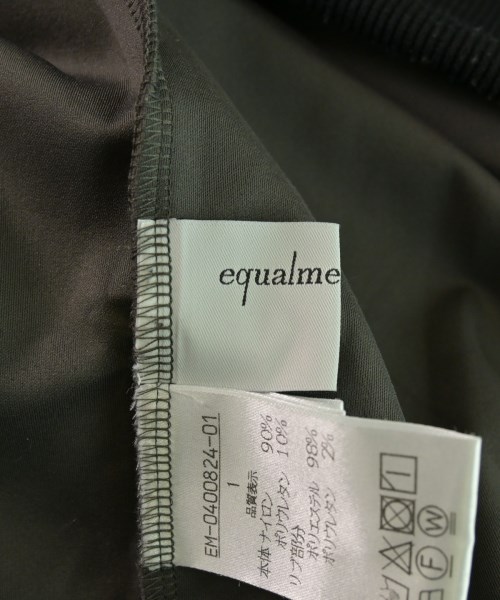 equalme
EM-0400824-01
1
品質表示
本体 ナイロン 90%
ポリウレタン 10%
リブ部分
ポリエステル 98%
ポリウレタン 2%
F W